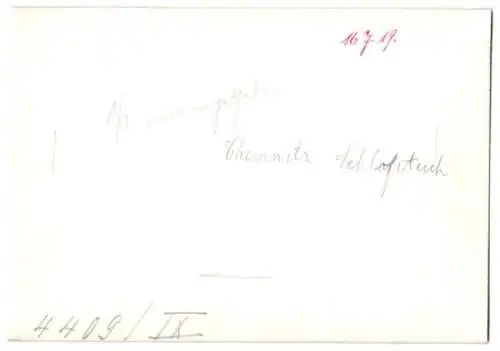 16.7.19.
Chemnitz Schloßteich
4409/IX